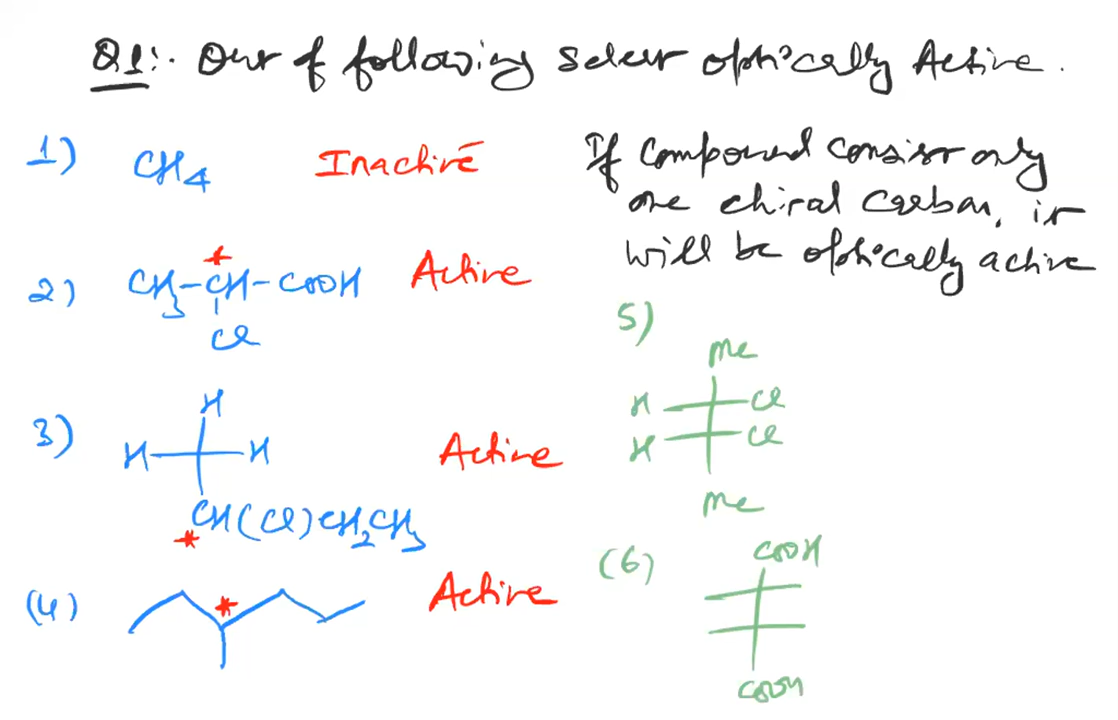 Q1:. Out of following Select optically Active.
1) CH4 Inactive
If Compound consist only
one chiral Carbon, it
will be optically active
2) CH3-CH-COOH Active
*
Cl
3) H
H H
CH(Cl)CH2CH3
* Active
(4) * Active
5)
Me
H Cl
H Cl
Me
(6)
COOH
COOH